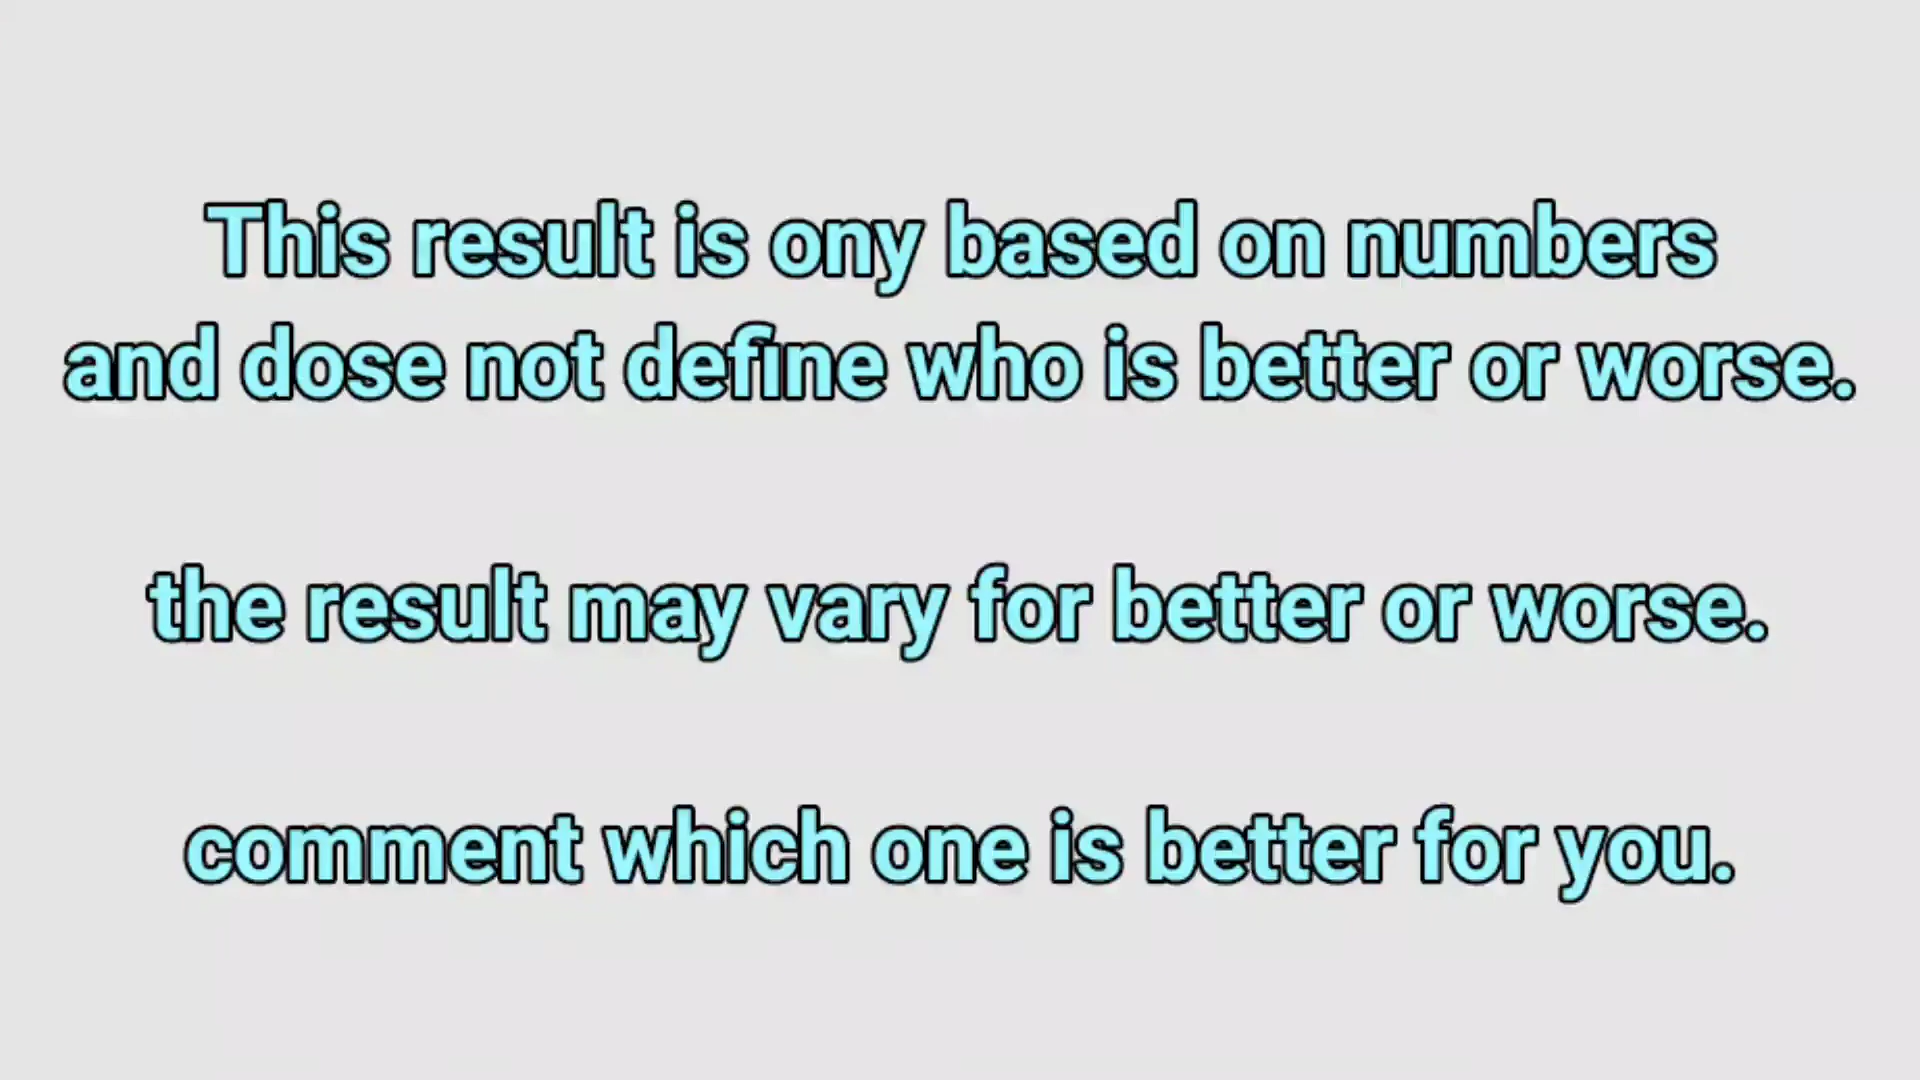 This result is ony based on numbers
and dose not define who is better or worse.
the result may vary for better or worse.
comment which one is better for you.